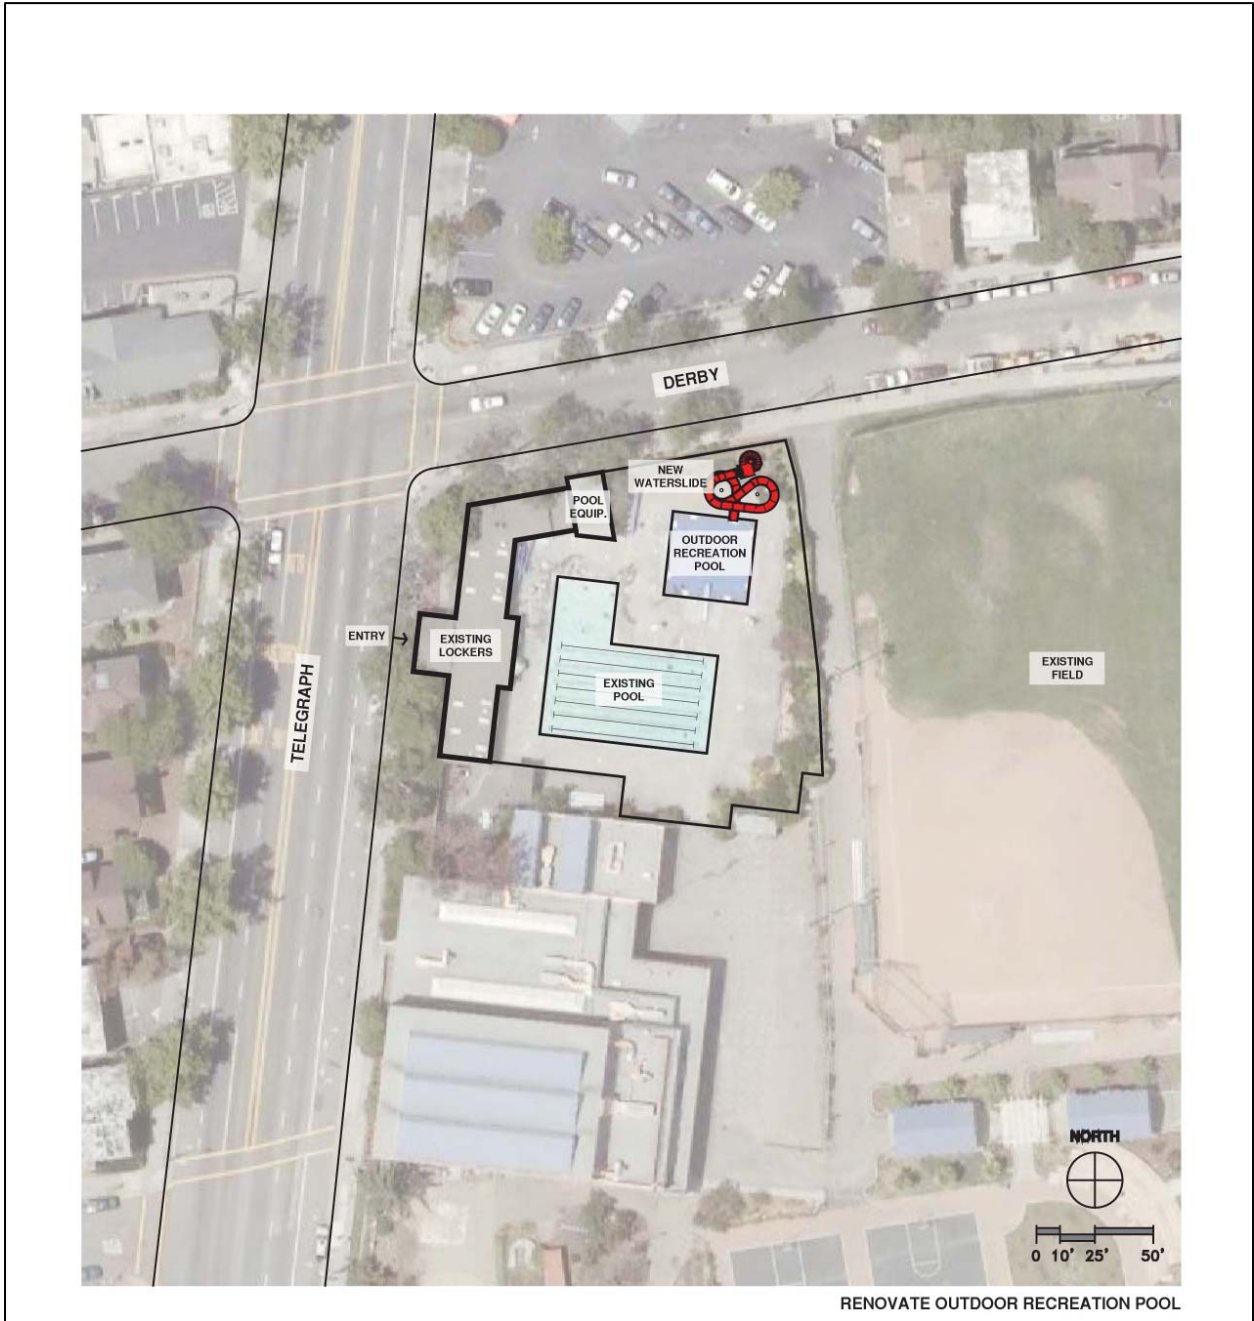 DERBY
NEW
WATERSLIDE
POOL
EQUIP.
OUTDOOR
RECREATION
POOL
ENTRY
EXISTING
LOCKERS
EXISTING
POOL
EXISTING
FIELD
TELEGRAPH
NORTH
0 10' 25' 50'
RENOVATE OUTDOOR RECREATION POOL